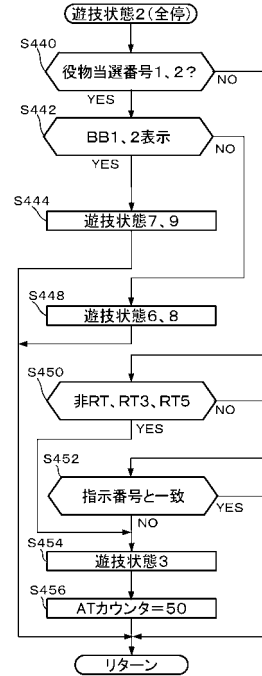 遊技状態2(全停)
S440
役物当選番号1、2?
NO
YES
S442
BB1、2表示
NO
YES
S444
遊技状態7、9
S448
遊技状態6、8
S450
非RT、RT3、RT5
NO
YES
S452
指示番号と一致
YES
NO
S454
遊技状態3
S456
ATカウンタ=50
リターン